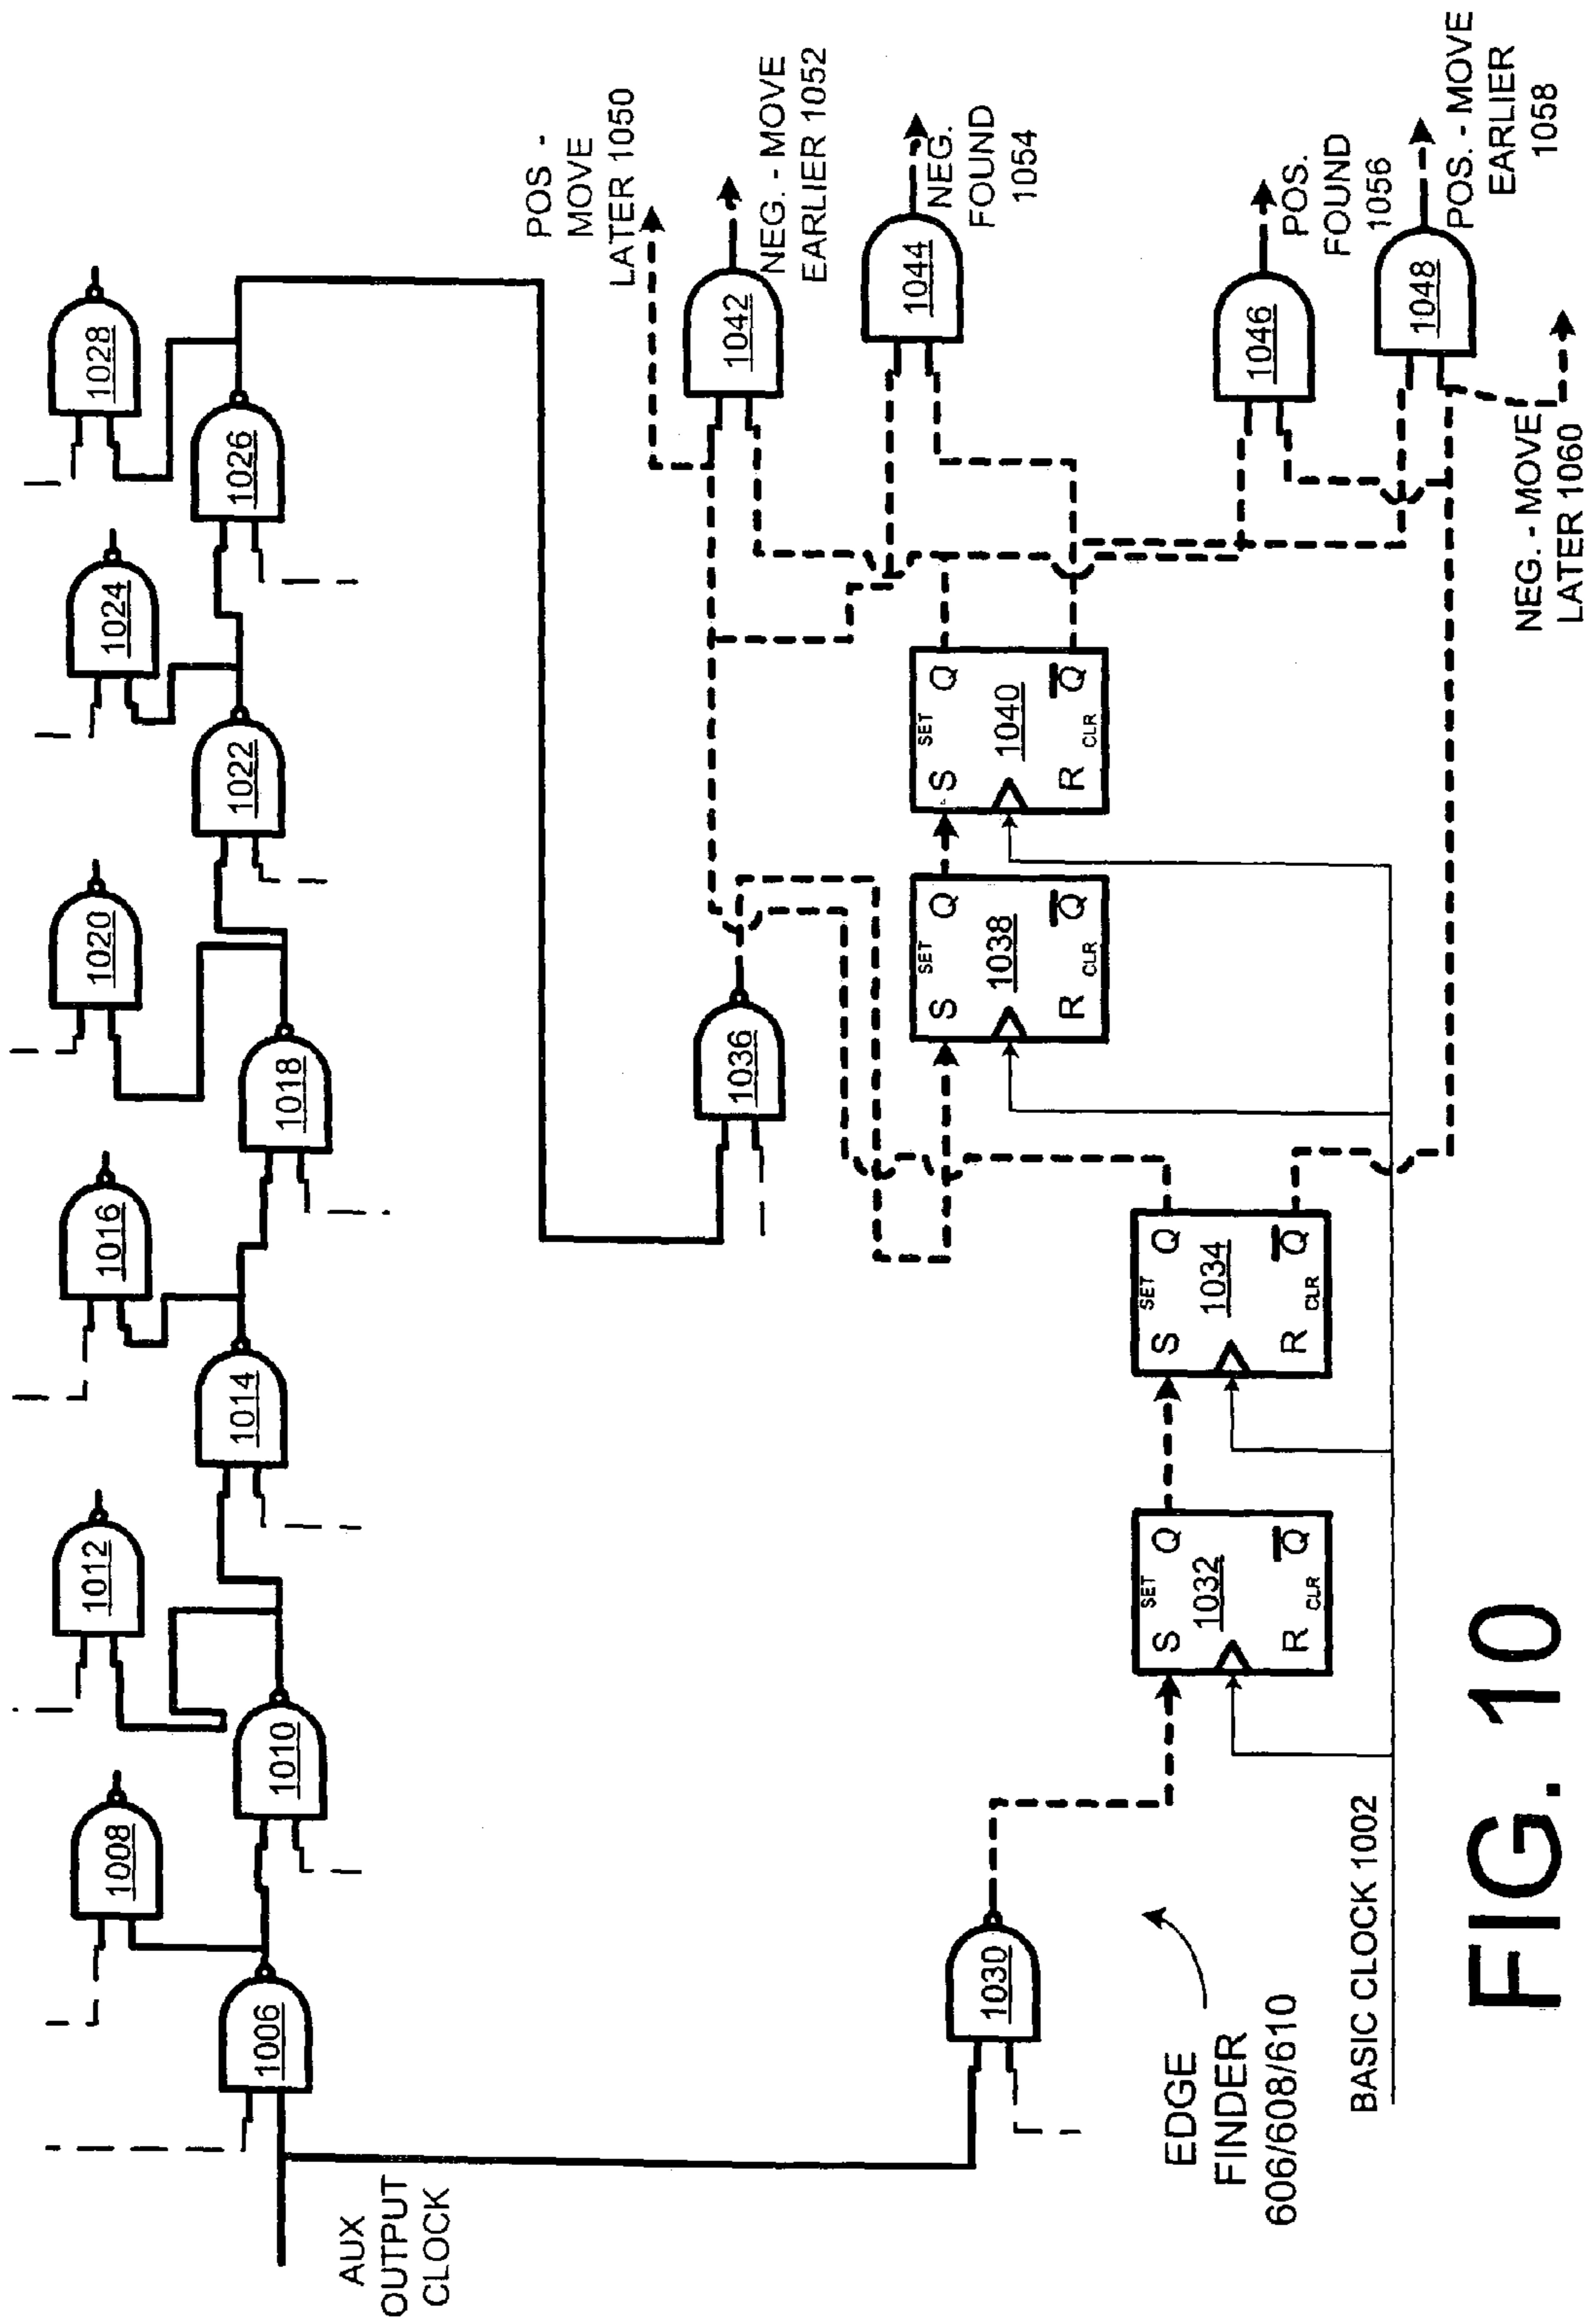 1006
1008
1010
1012
1014
1016
1018
1020
1022
1024
1026
1028
AUX
OUTPUT
CLOCK
1030
1036
POS -
MOVE
LATER 1050
1042
NEG. - MOVE
EARLIER 1052
1044
NEG.
FOUND
1054
1046
POS.
FOUND
1056
1048
POS. - MOVE
EARLIER
1058
NEG. - MOVE
LATER 1060
S SET Q
1032
R CLR Q
S SET Q
1034
R CLR Q
S SET Q
1038
R CLR Q
S SET Q
1040
R CLR Q
EDGE
FINDER
606/608/610
BASIC CLOCK 1002
FIG. 10